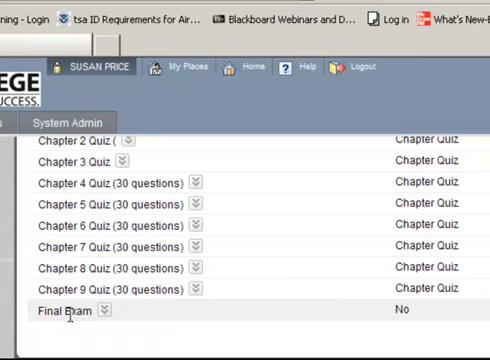 ning - Login tsa ID Requirements for Air... Blackboard Webinars and D... Log in What's New-E
SUSAN PRICE My Places Home Help Logout
EGE
SUCCESS.
s System Admin
Chapter 2 Quiz ( Chapter Quiz
Chapter 3 Quiz Chapter Quiz
Chapter 4 Quiz (30 questions) Chapter Quiz
Chapter 5 Quiz (30 questions) Chapter Quiz
Chapter 6 Quiz (30 questions) Chapter Quiz
Chapter 7 Quiz (30 questions) Chapter Quiz
Chapter 8 Quiz (30 questions) Chapter Quiz
Chapter 9 Quiz (30 questions) Chapter Quiz
Final Exam No